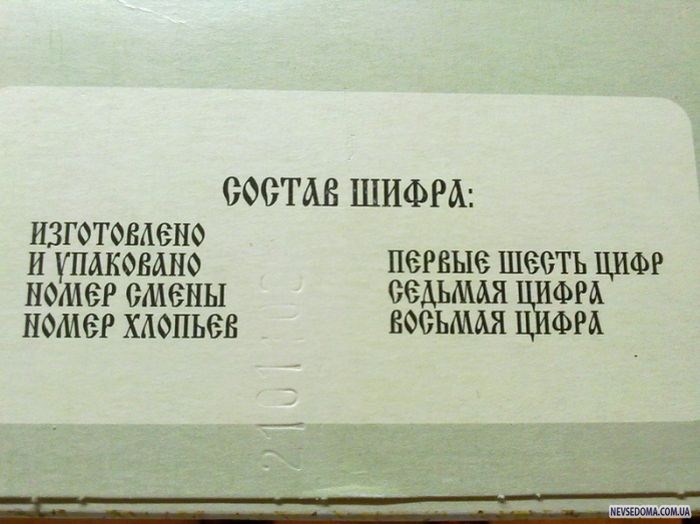 СОСТАВ ШИФРА:
ИЗГОТОВЛЕНО
И УПАКОВАНО ПЕРВЫЕ ШЕСТЬ ЦИФР
НОМЕР СМЕНЫ СЕДЬМАЯ ЦИФРА
НОМЕР ХЛОПЬЕВ ВОСЬМАЯ ЦИФРА
NEVSEDOMA.COM.UA